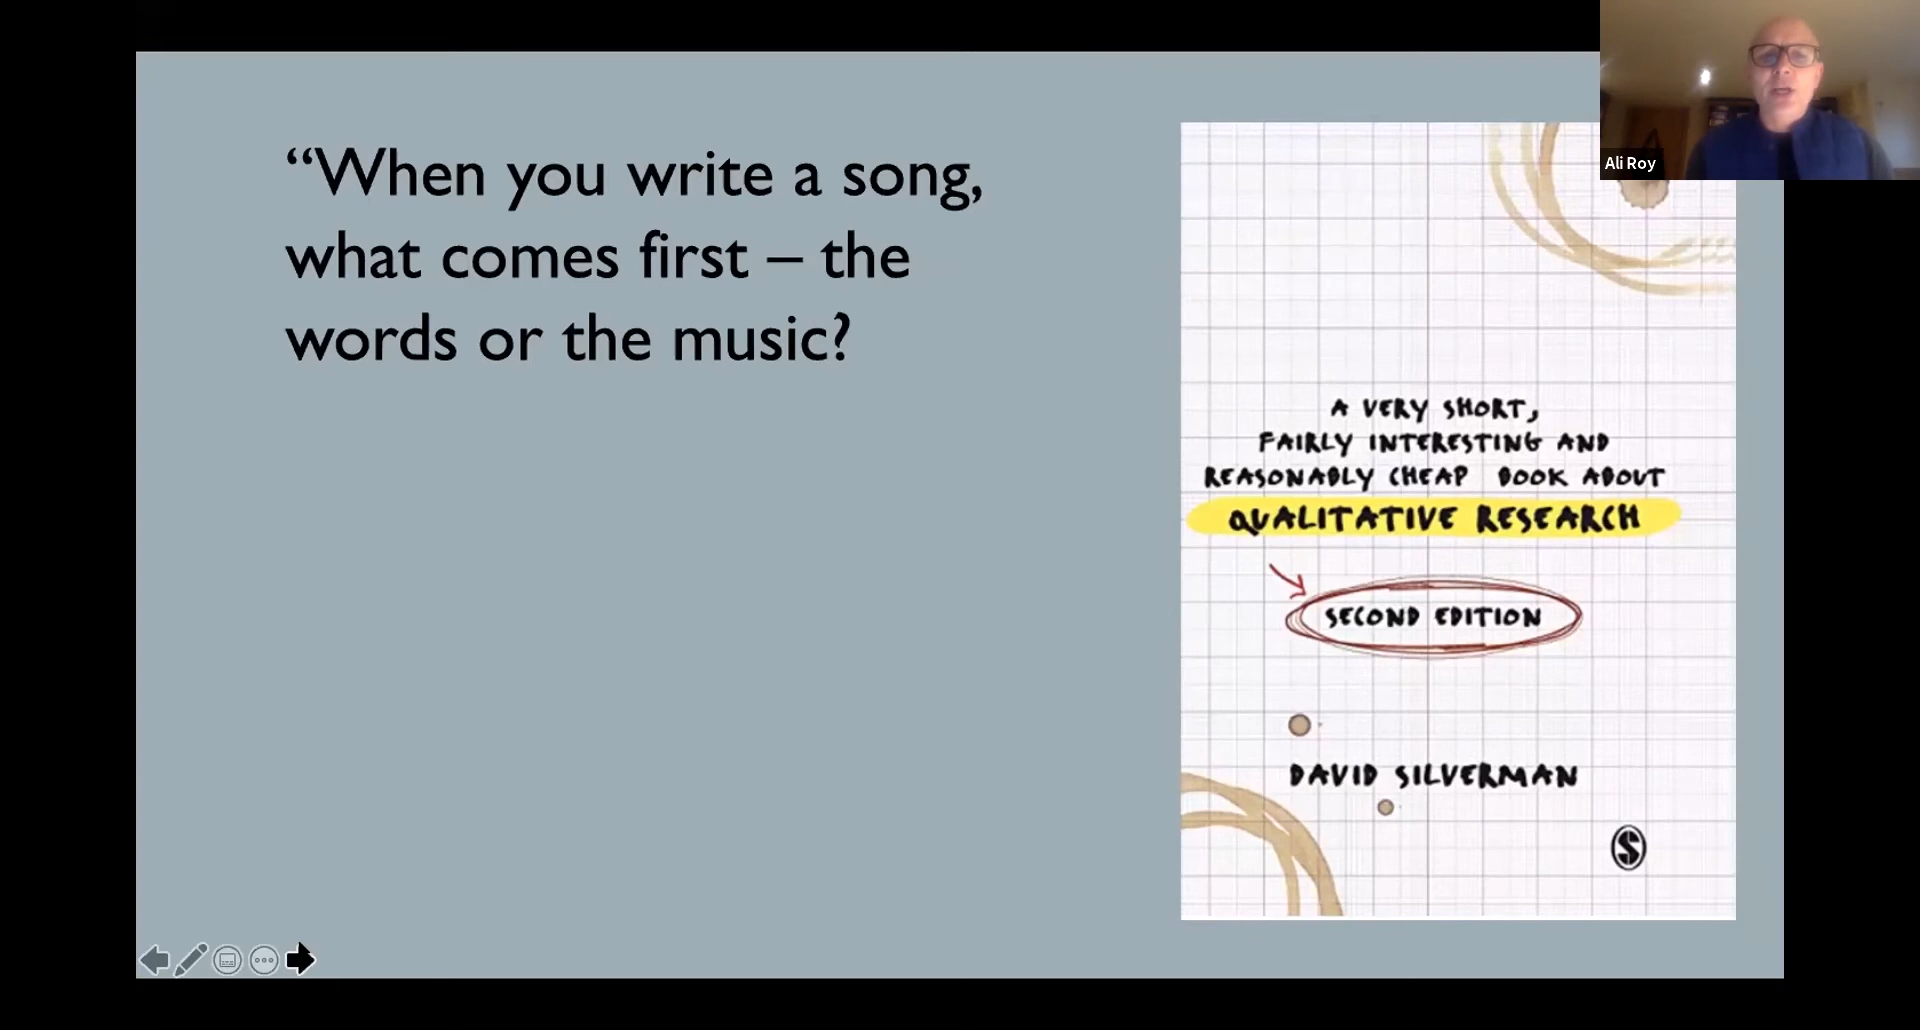 “When you write a song,
what comes first – the
words or the music?
A VERY SHORT,
FAIRLY INTERESTING AND
REASONABLY CHEAP BOOK ABOUT
QUALITATIVE RESEARCH
SECOND EDITION
DAVID SILVERMAN
S
Ali Roy